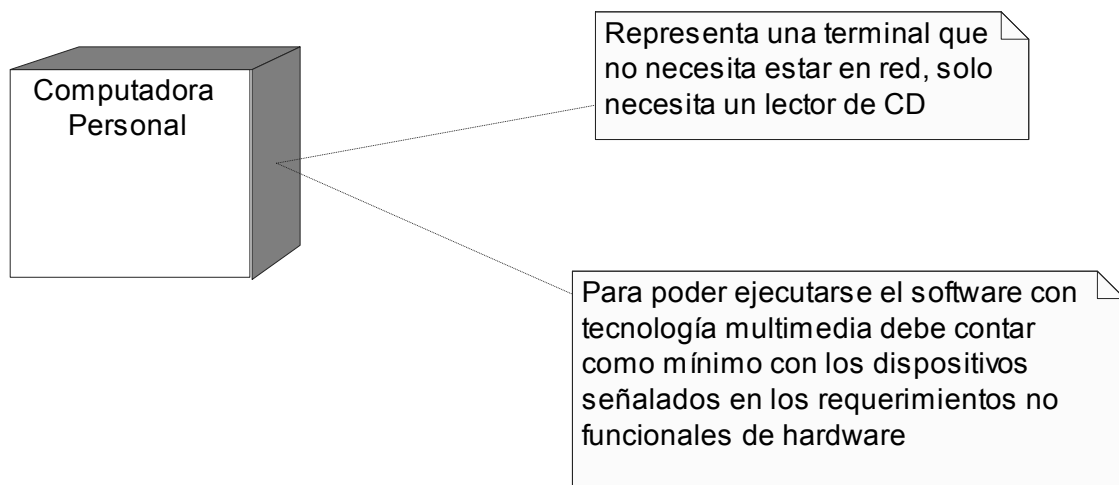 Computadora
Personal
Representa una terminal que
no necesita estar en red, solo
necesita un lector de CD
Para poder ejecutarse el software con
tecnología multimedia debe contar
como mínimo con los dispositivos
señalados en los requerimientos no
funcionales de hardware